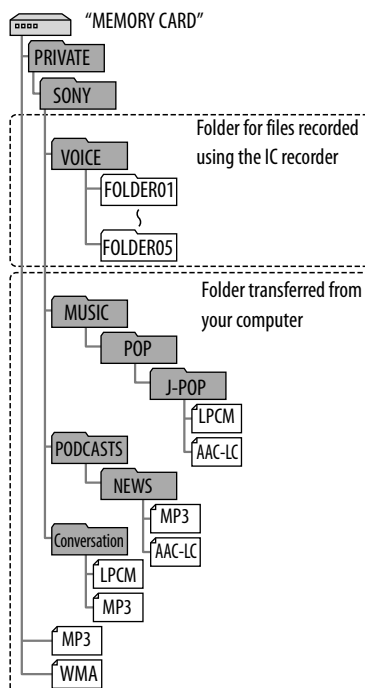 “MEMORY CARD”
PRIVATE
SONY
Folder for files recorded
using the IC recorder
VOICE
FOLDER01
FOLDER05
Folder transferred from
your computer
MUSIC
POP
J-POP
LPCM
AAC-LC
PODCASTS
NEWS
MP3
AAC-LC
Conversation
LPCM
MP3
MP3
WMA